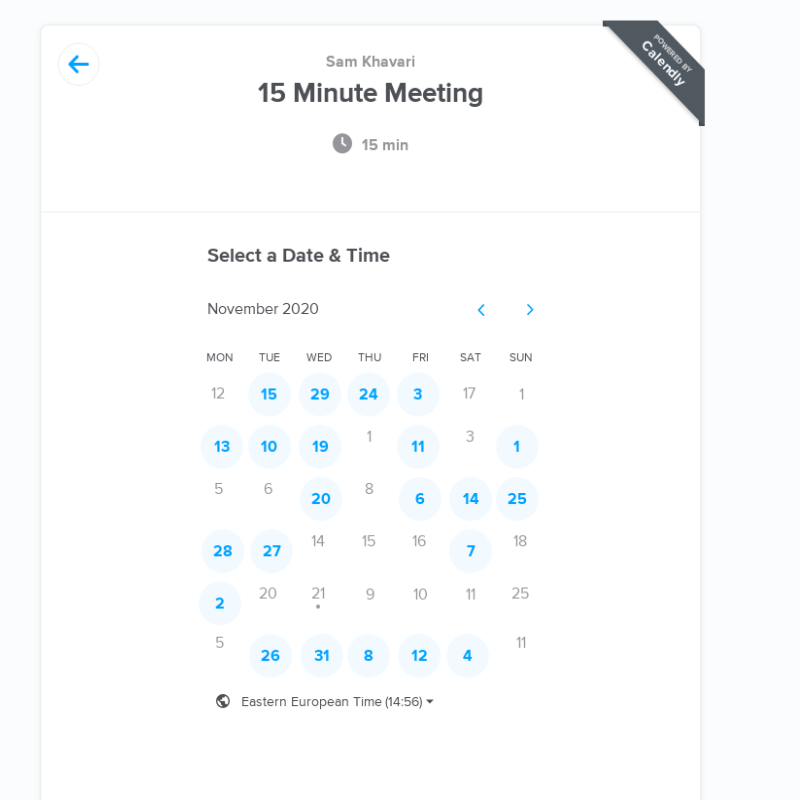 POWERED BY
Calendly
Sam Khavari
15 Minute Meeting
15 min
Select a Date & Time
November 2020
MON TUE WED THU FRI SAT SUN
12 15 29 24 3 17 1
13 10 19 1 11 3 1
5 6 20 8 6 14 25
28 27 14 15 16 7 18
2 20 21 9 10 11 25
5 26 31 8 12 4 11
Eastern European Time (14:56)